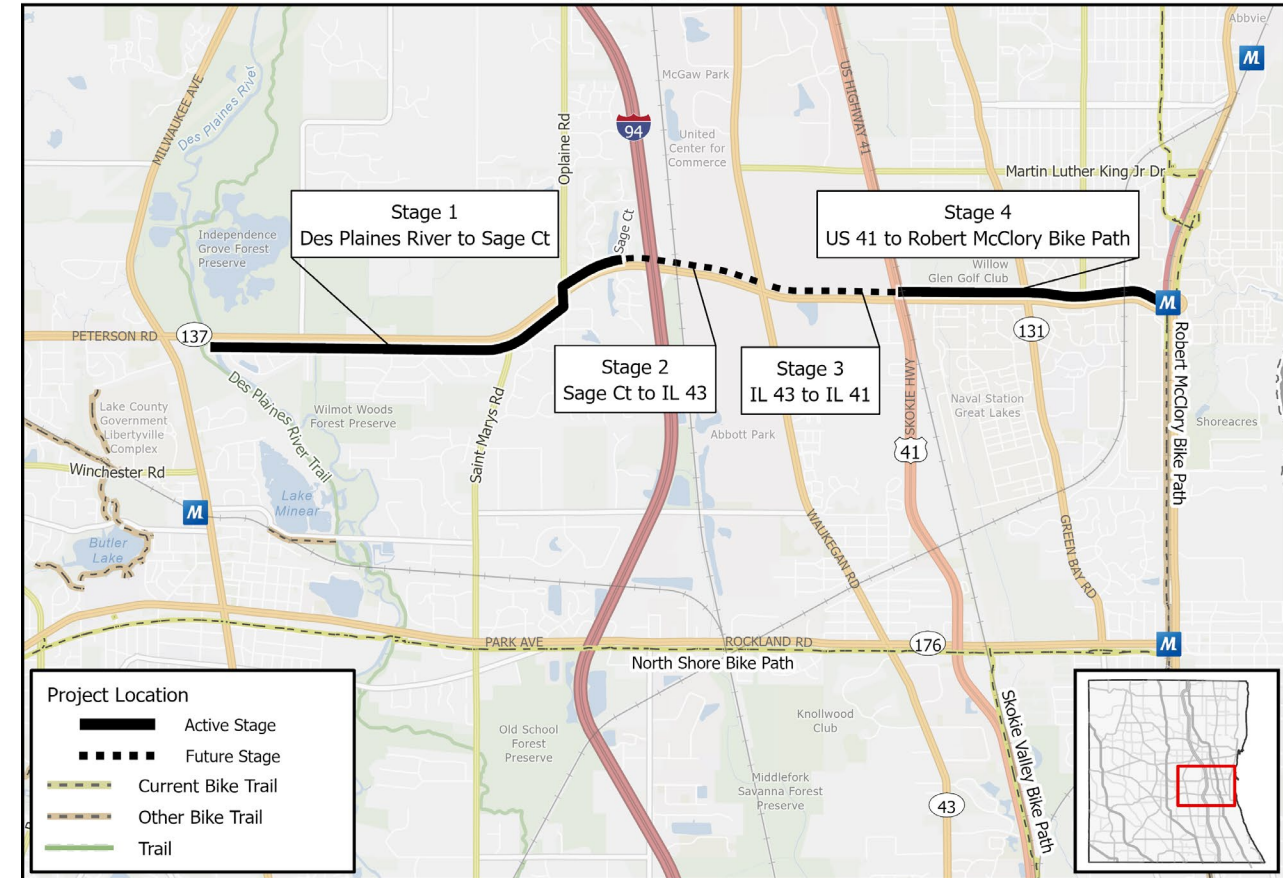 Abbvie
M
McGaw Park
MILWAUKEE AVE
Des Plaines River
Oplaine Rd
94
US HIGHWAY 41
United
Center for
Commerce
Martin Luther King Jr Dr
Stage 1
Des Plaines River to Sage Ct
Stage 4
US 41 to Robert McClory Bike Path
Sage Ct
Independence
Grove Forest
Preserve
Willow
Glen Golf Club
M
PETERSON RD
137
131
Stage 2
Sage Ct to IL 43
Stage 3
IL 43 to IL 41
SKOKIE HWY
Robert McClory Bike Path
Des Plaines River Trail
Wilmot Woods
Forest Preserve
Saint Marys Rd
Lake County
Government
Libertyville
Complex
Naval Station
Great Lakes
Shoreacres
Abbott Park
41
Winchester Rd
Lake
Minear
M
Butler
Lake
WAUKEGAN RD
GREEN BAY RD
PARK AVE
ROCKLAND RD
176
M
North Shore Bike Path
Skokie Valley Bike Path
Old School
Forest
Preserve
Knollwood
Club
Middlefork
Savanna Forest
Preserve
43
Project Location
Active Stage
Future Stage
Current Bike Trail
Other Bike Trail
Trail